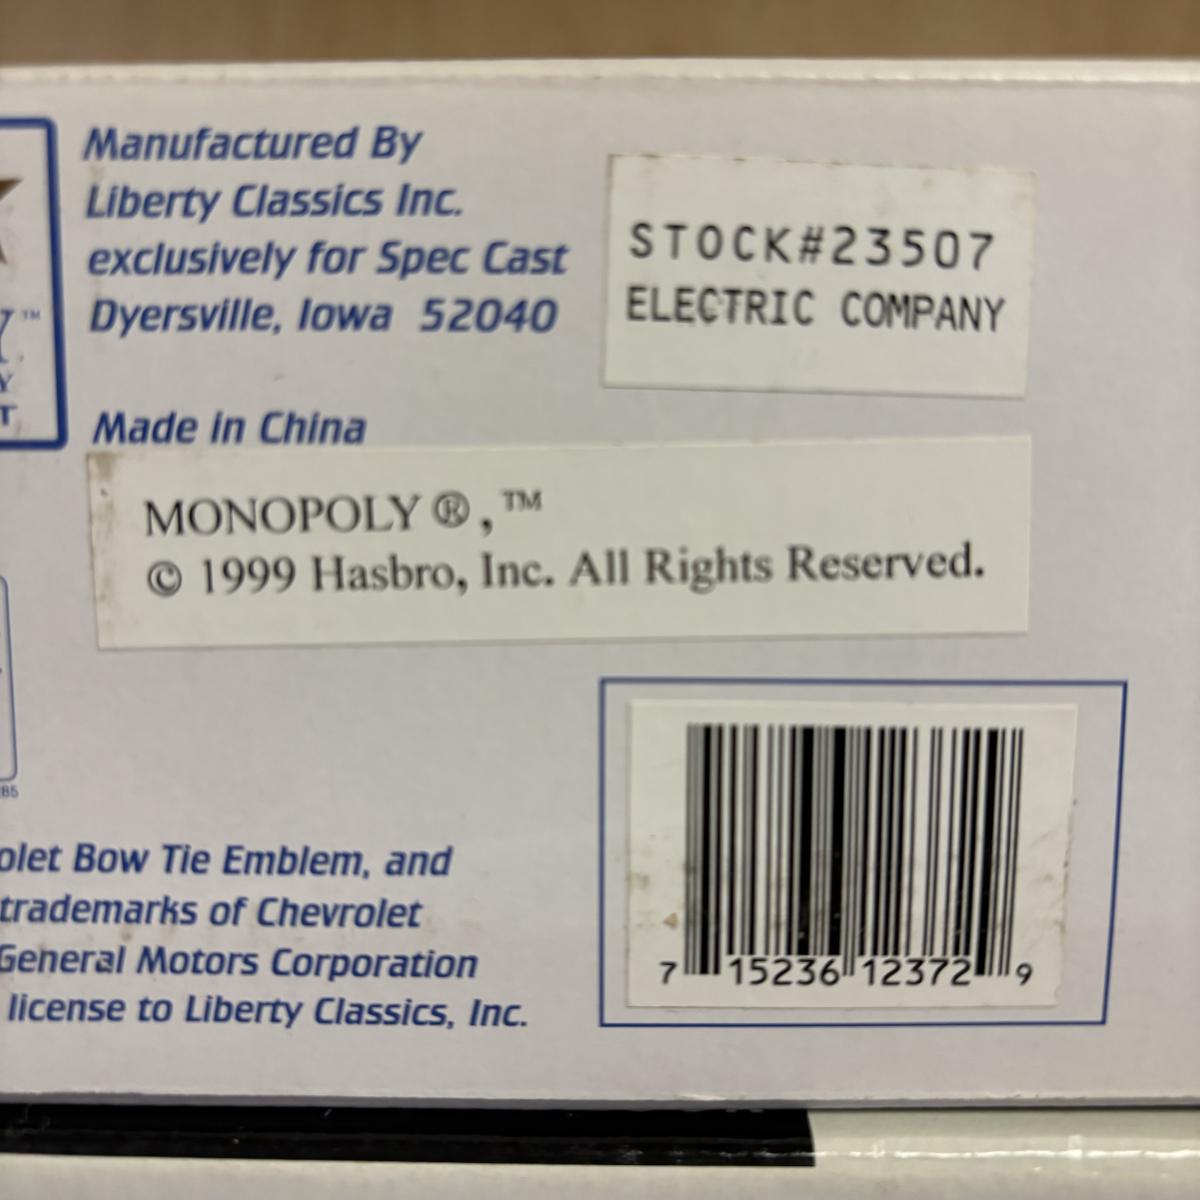 Manufactured By
Liberty Classics Inc.
exclusively for Spec Cast
Dyersville, Iowa 52040
Made in China
STOCK#23507
ELECTRIC COMPANY
MONOPOLY ®, ™
© 1999 Hasbro, Inc. All Rights Reserved.
Y ™
Y
T
85
olet Bow Tie Emblem, and
trademarks of Chevrolet
General Motors Corporation
license to Liberty Classics, Inc.
7 15236 12372 9